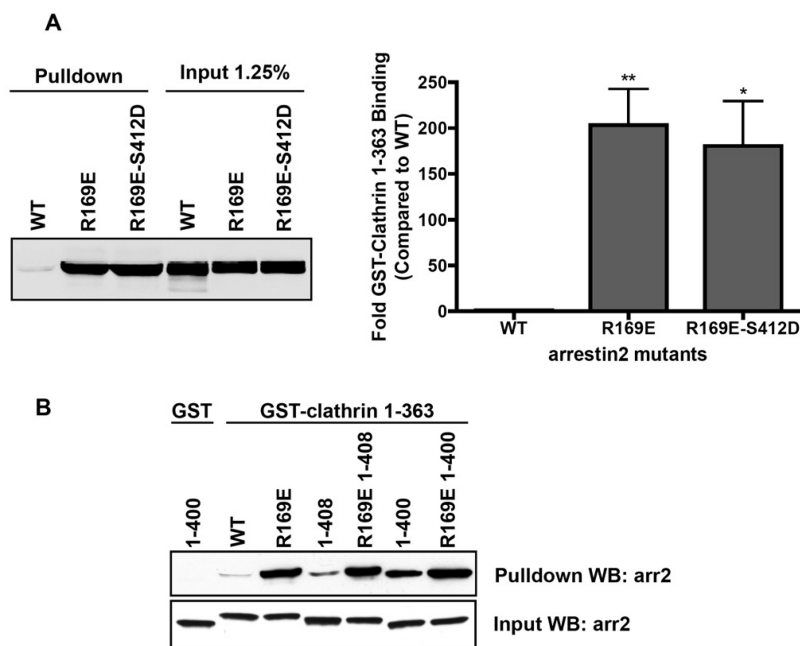 A
Pulldown
Input 1.25%
WT
R169E
R169E-S412D
WT
R169E
R169E-S412D
Fold GST-Clathrin 1-363 Binding
(Compared to WT)
250
200
150
100
50
0
**
*
WT
R169E
R169E-S412D
arrestin2 mutants
B
GST
GST-clathrin 1-363
1-400
WT
R169E
1-408
R169E 1-408
1-400
R169E 1-400
Pulldown WB: arr2
Input WB: arr2